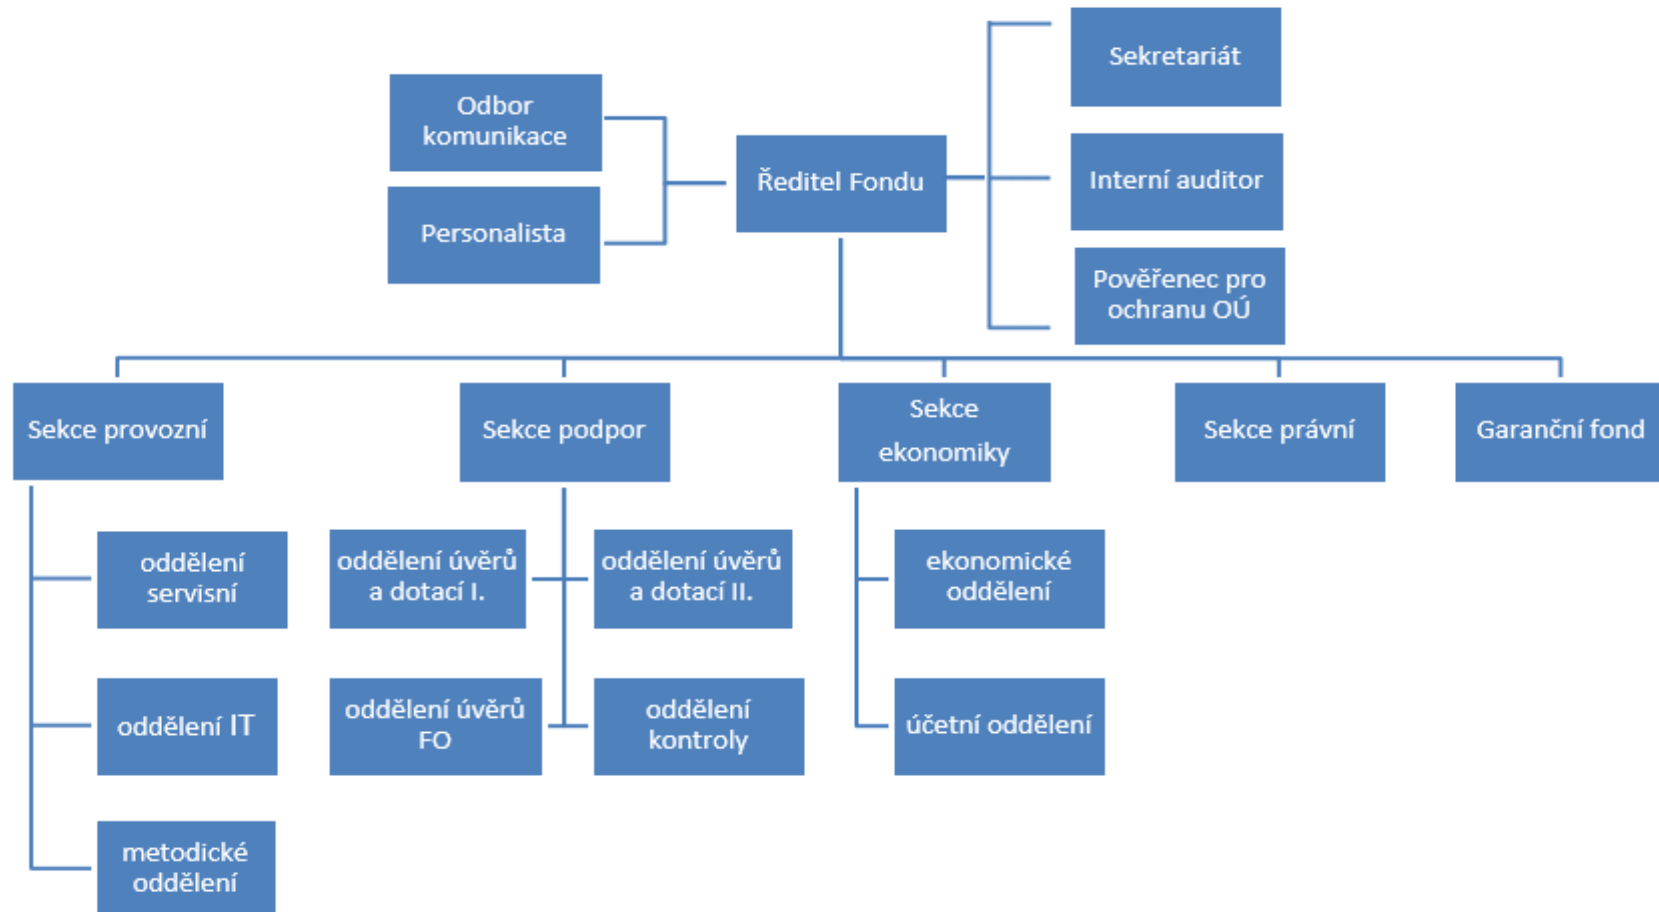 Sekretariát
Odbor
komunikace
Ředitel Fondu
Interní auditor
Personalista
Pověřenec pro
ochranu OÚ
Sekce provozní
Sekce podpor
Sekce
ekonomiky
Sekce právní
Garanční fond
oddělení
servisní
oddělení úvěrů
a dotací I.
oddělení úvěrů
a dotací II.
ekonomické
oddělení
oddělení IT
oddělení úvěrů
FO
oddělení
kontroly
účetní oddělení
metodické
oddělení